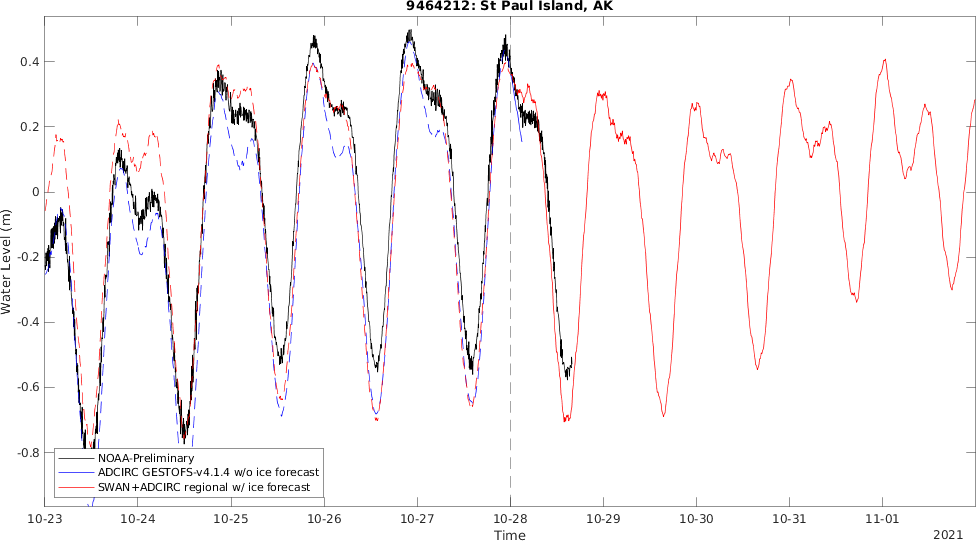 9464212: St Paul Island, AK
Water Level (m)
0.4
0.2
0
-0.2
-0.4
-0.6
-0.8
NOAA-Preliminary
ADCIRC GESTOFS-v4.1.4 w/o ice forecast
SWAN+ADCIRC regional w/ ice forecast
10-23 10-24 10-25 10-26 10-27 10-28 10-29 10-30 10-31 11-01
Time
2021